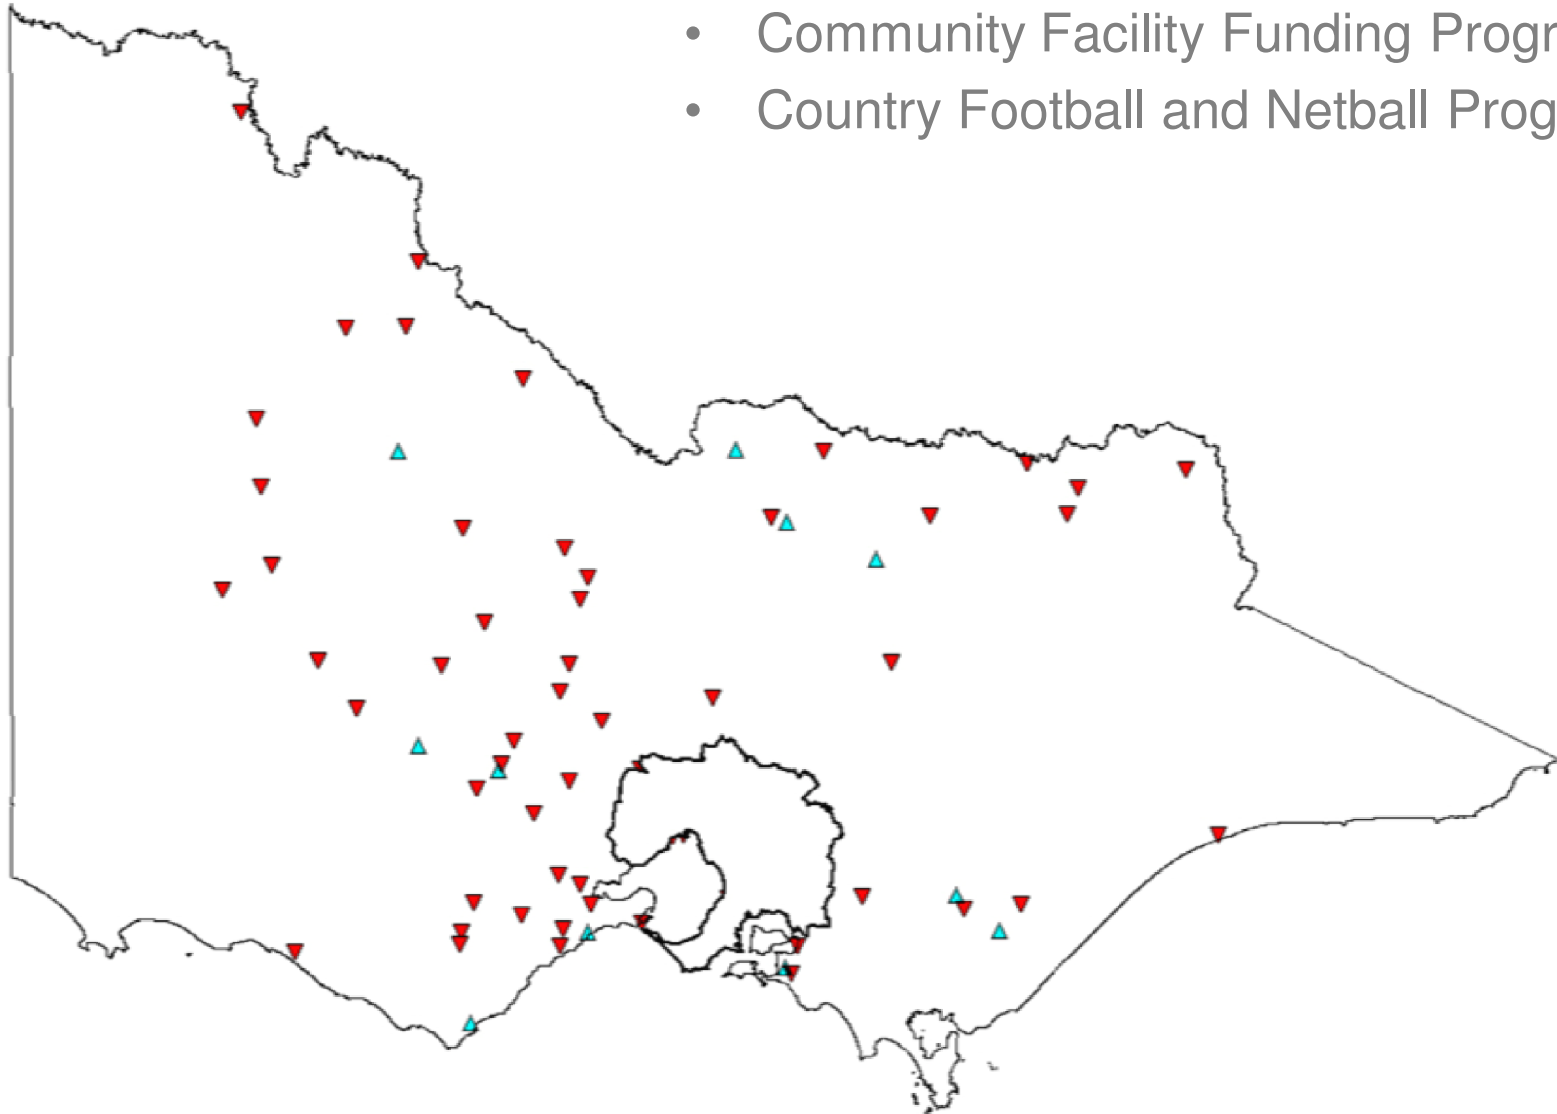 • Community Facility Funding Progr
• Country Football and Netball Prog